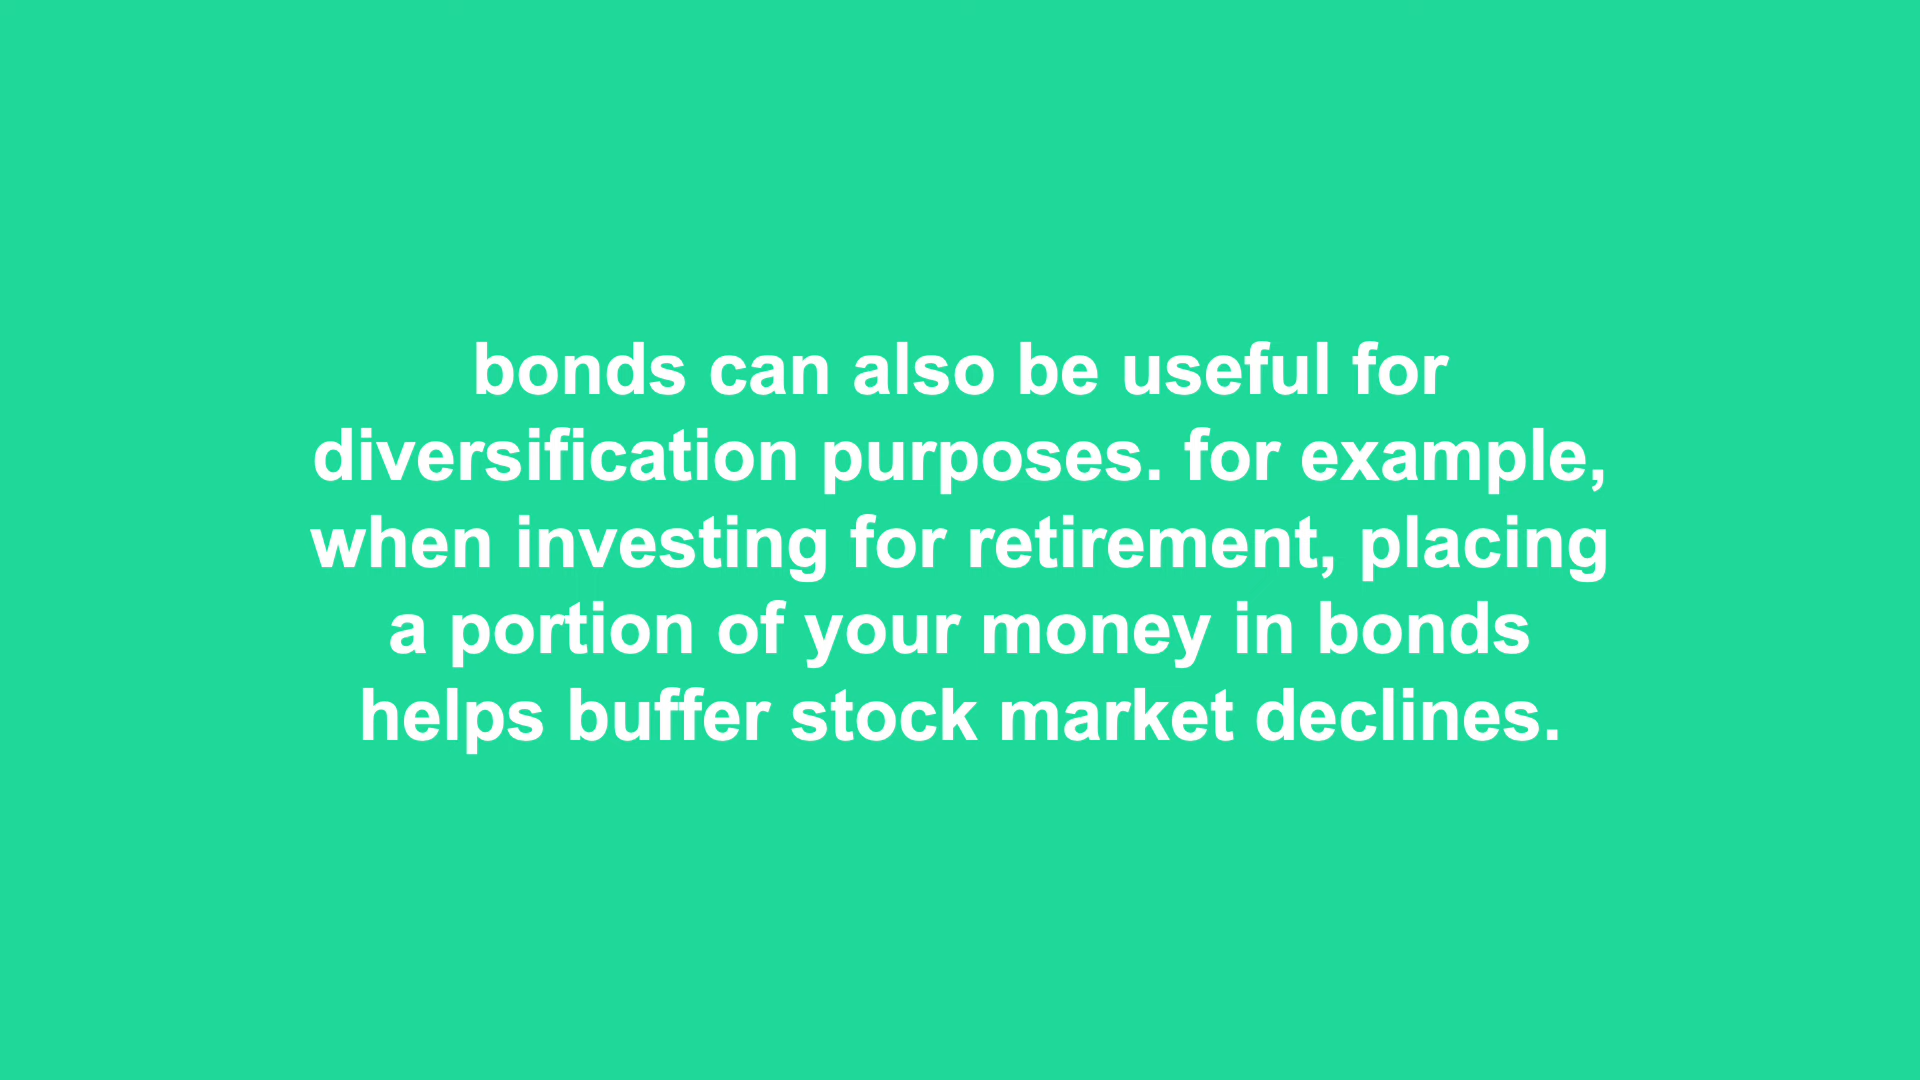 bonds can also be useful for
diversification purposes. for example,
when investing for retirement, placing
a portion of your money in bonds
helps buffer stock market declines.